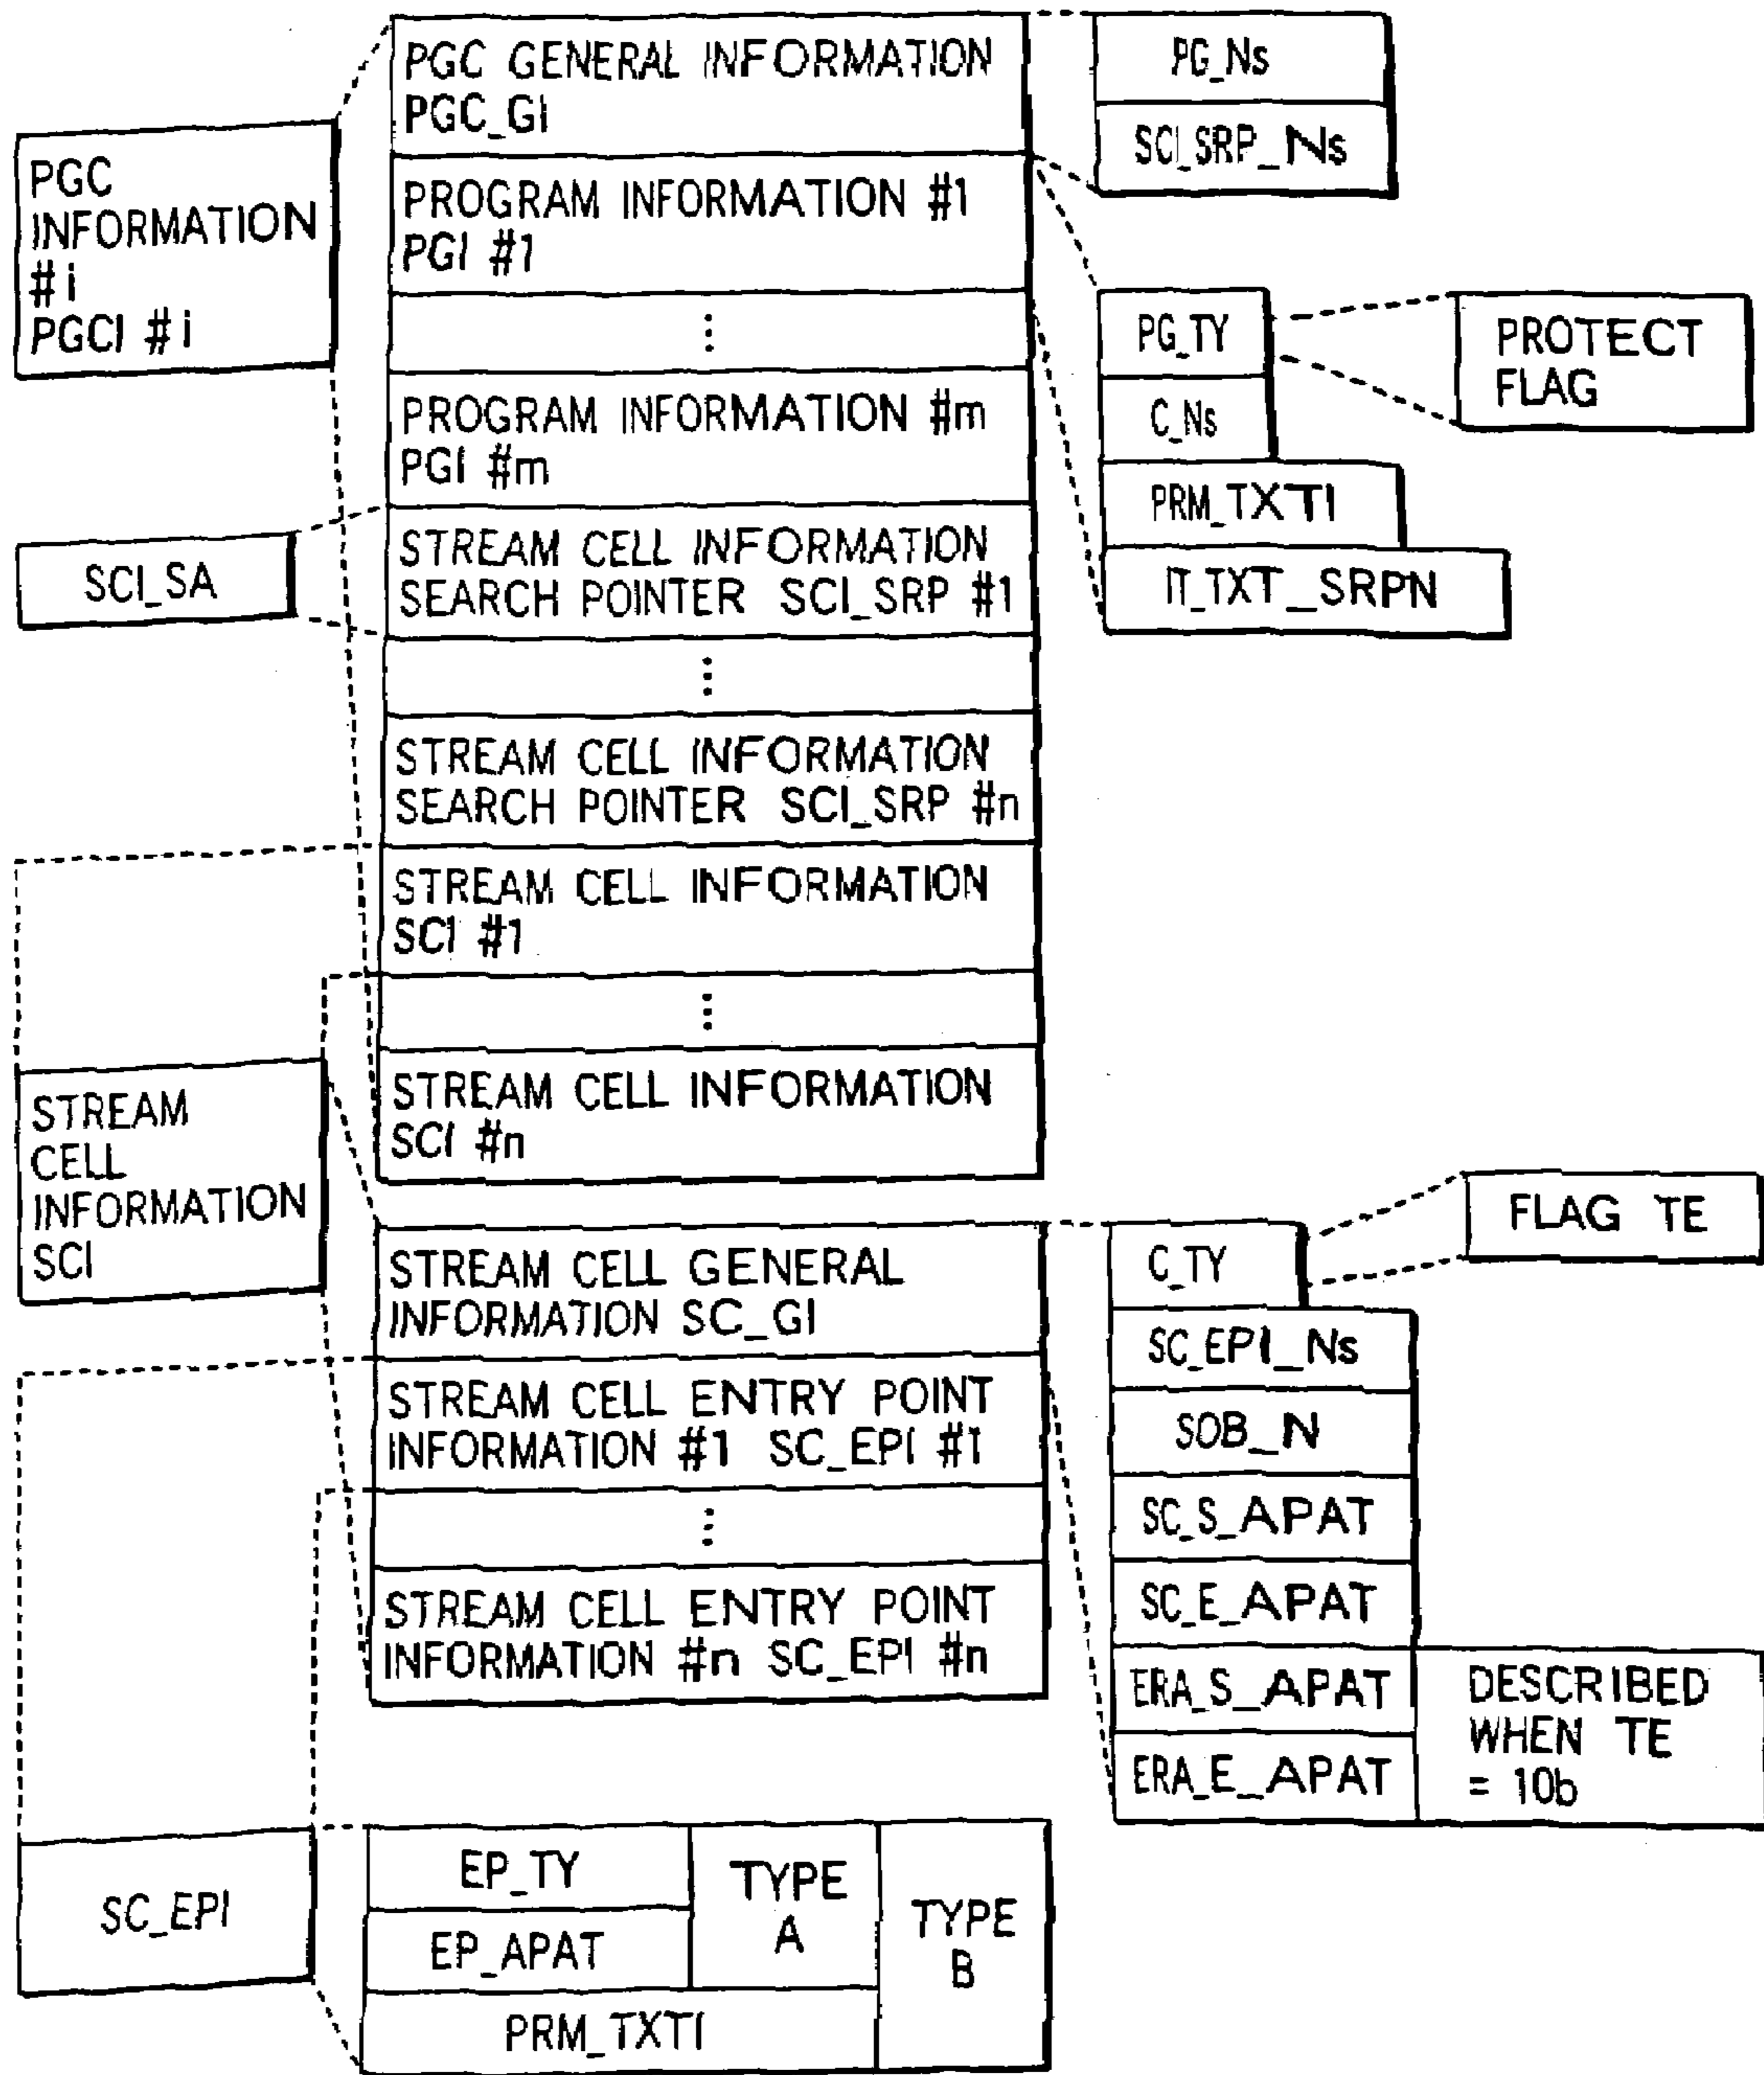 PGC
INFORMATION
#i
PGCI #i
PGC GENERAL INFORMATION
PGC_GI
PROGRAM INFORMATION #1
PGI #1
⋮
PROGRAM INFORMATION #m
PGI #m
STREAM CELL INFORMATION
SEARCH POINTER SCI_SRP #1
⋮
STREAM CELL INFORMATION
SEARCH POINTER SCI_SRP #n
STREAM CELL INFORMATION
SCI #1
⋮
STREAM CELL INFORMATION
SCI #n
PG_Ns
SCI_SRP_Ns
PG_TY
C_Ns
PRM_TXTI
IT_TXT_SRPN
PROTECT
FLAG
SCI_SA
STREAM
CELL
INFORMATION
SCI
STREAM CELL GENERAL
INFORMATION SC_GI
STREAM CELL ENTRY POINT
INFORMATION #1 SC_EPI #1
⋮
STREAM CELL ENTRY POINT
INFORMATION #n SC_EPI #n
C_TY
SC_EPI_Ns
SOB_N
SC_S_APAT
SC_E_APAT
ERA_S_APAT
ERA_E_APAT
FLAG TE
DESCRIBED
WHEN TE
= 10b
SC_EPI
EP_TY
EP_APAT
PRM_TXTI
TYPE
A
TYPE
B